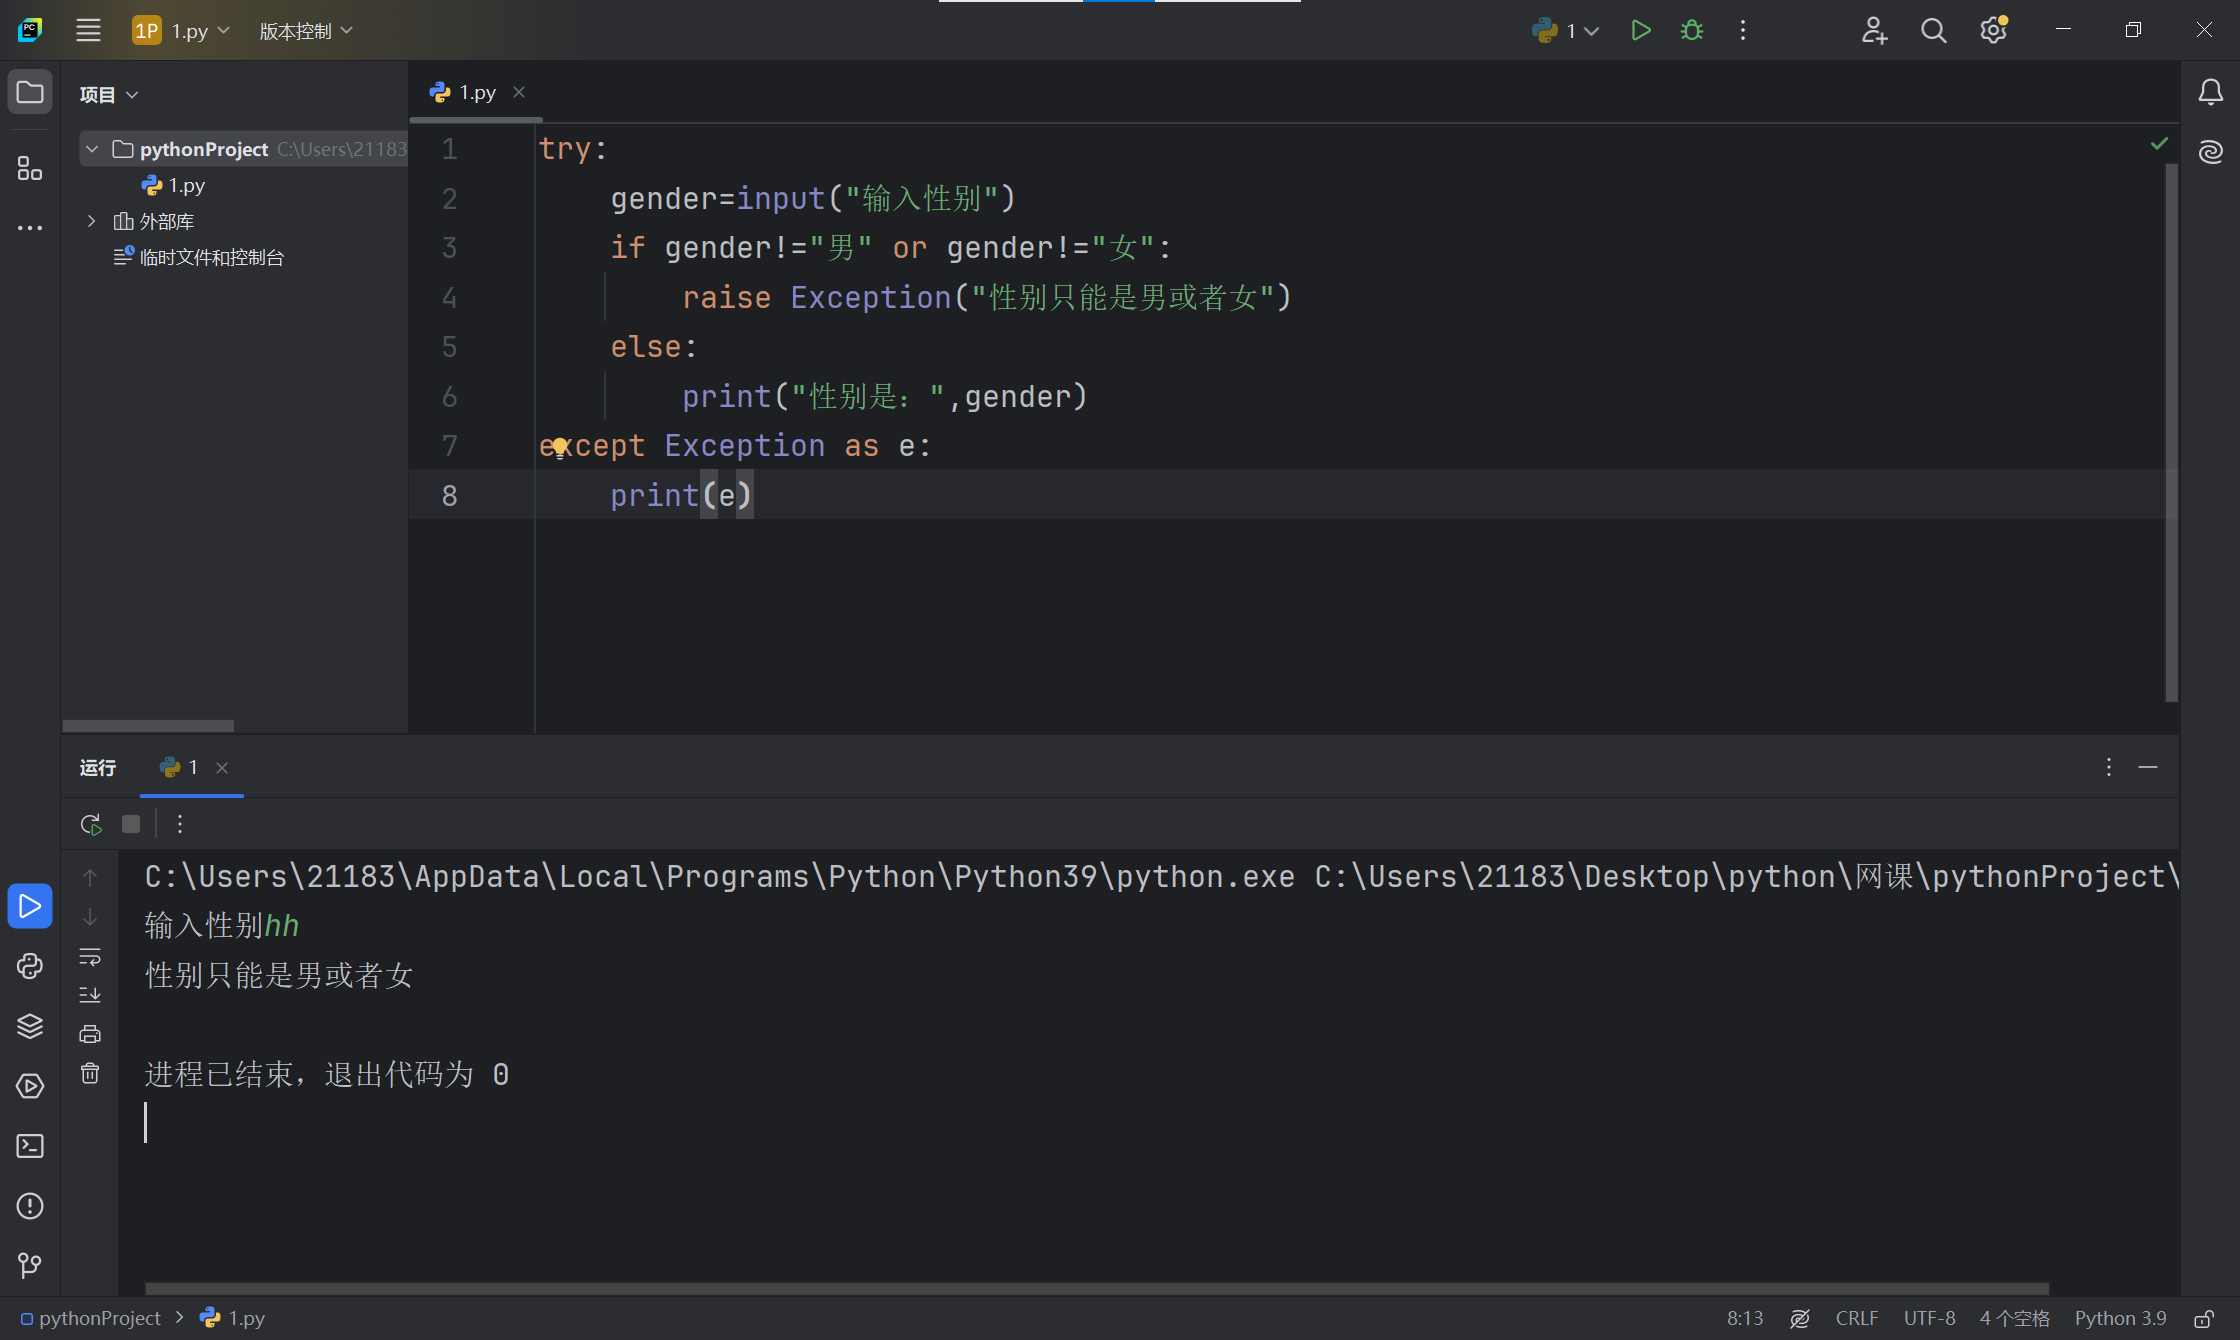 PC
1P 1.py 版本控制 1
项目
pythonProject C:\Users\21183
1.py
外部库
临时文件和控制台
1.py
1 try:
2 gender=input("输入性别")
3 if gender!="男" or gender!="女":
4 raise Exception("性别只能是男或者女")
5 else:
6 print("性别是：",gender)
7 except Exception as e:
8 print(e)
运行 1
C:\Users\21183\AppData\Local\Programs\Python\Python39\python.exe C:\Users\21183\Desktop\python\网课\pythonProject\
输入性别hh
性别只能是男或者女
进程已结束，退出代码为 0
pythonProject 1.py 8:13 CRLF UTF-8 4 个空格 Python 3.9